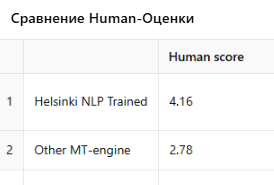 Сравнение Human-Оценки
Human score
1 Helsinki NLP Trained 4.16
2 Other MT-engine 2.78